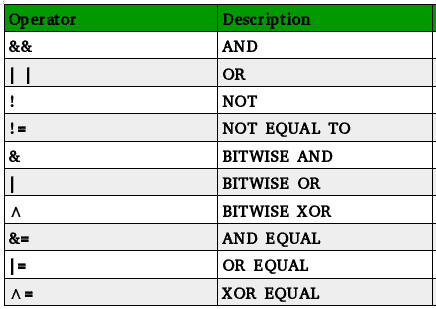 Operator Description
&& AND
| | OR
! NOT
!= NOT EQUAL TO
& BITWISE AND
| BITWISE OR
^ BITWISE XOR
&= AND EQUAL
|= OR EQUAL
^= XOR EQUAL